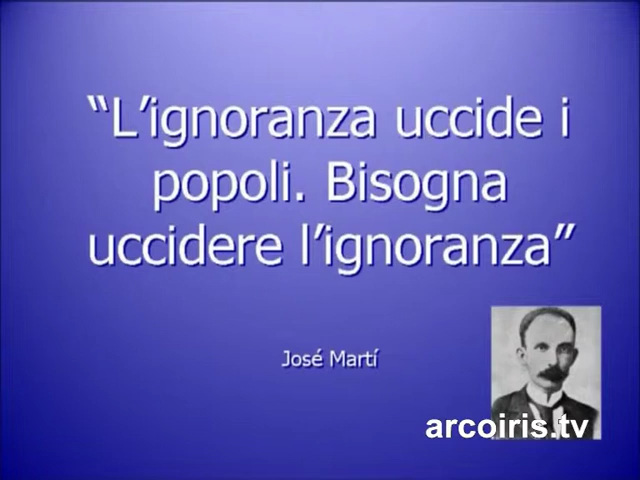 “L’ignoranza uccide i
popoli. Bisogna
uccidere l’ignoranza”
José Martí
arcoiris.tv